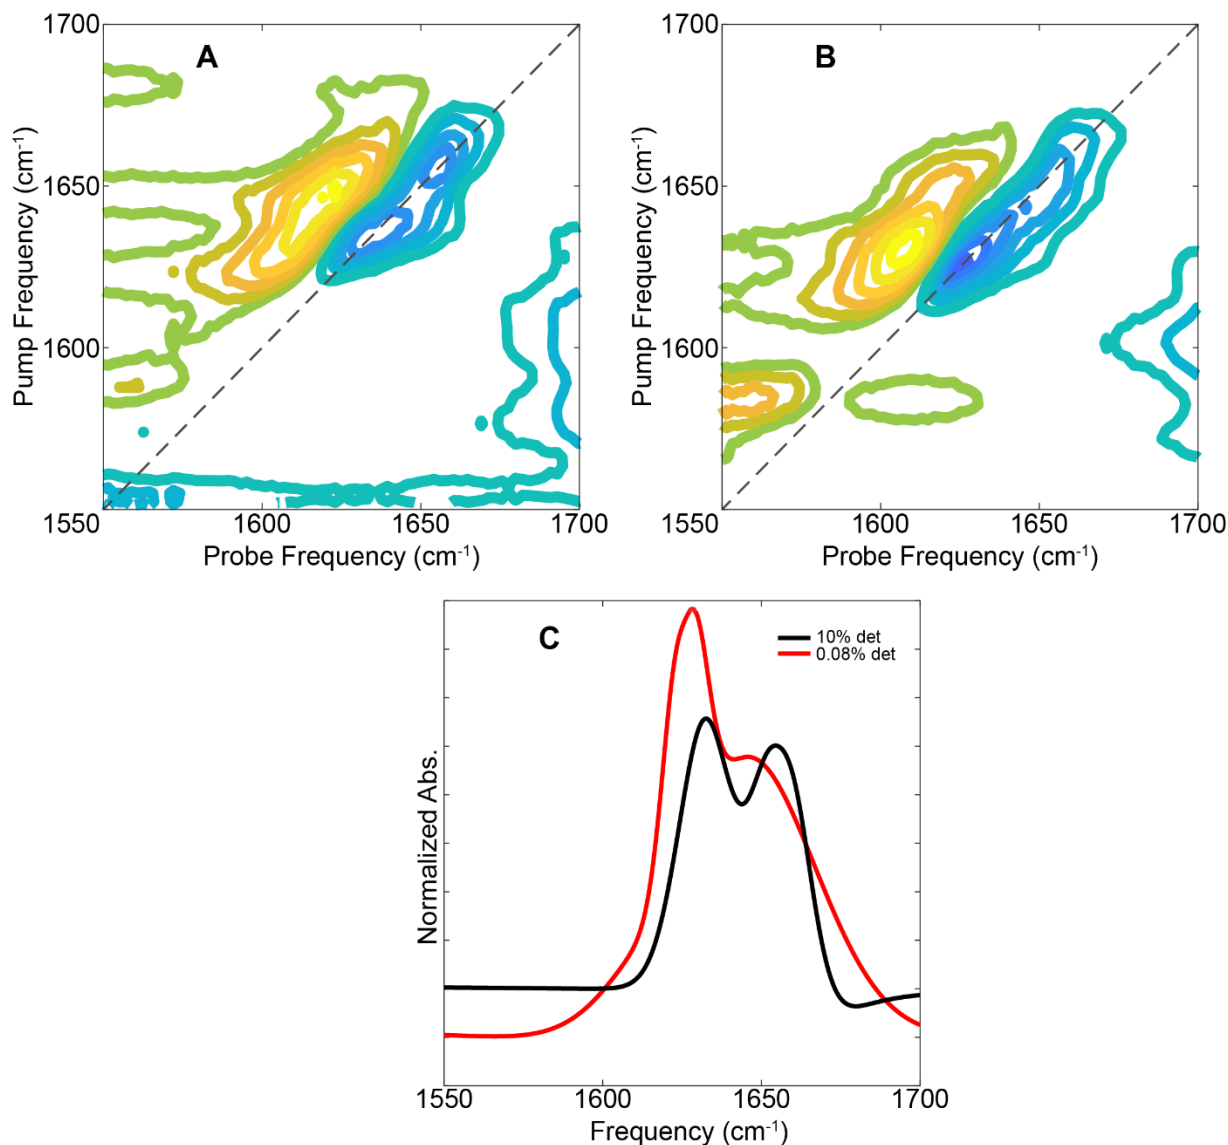 A
1700
1650
1600
1550
1600
1650
1700
Pump Frequency (cm⁻¹)
Probe Frequency (cm⁻¹)
B
1700
1650
1600
1550
1600
1650
1700
Pump Frequency (cm⁻¹)
Probe Frequency (cm⁻¹)
C
10% det
0.08% det
Normalized Abs.
1550
1600
1650
1700
Frequency (cm⁻¹)